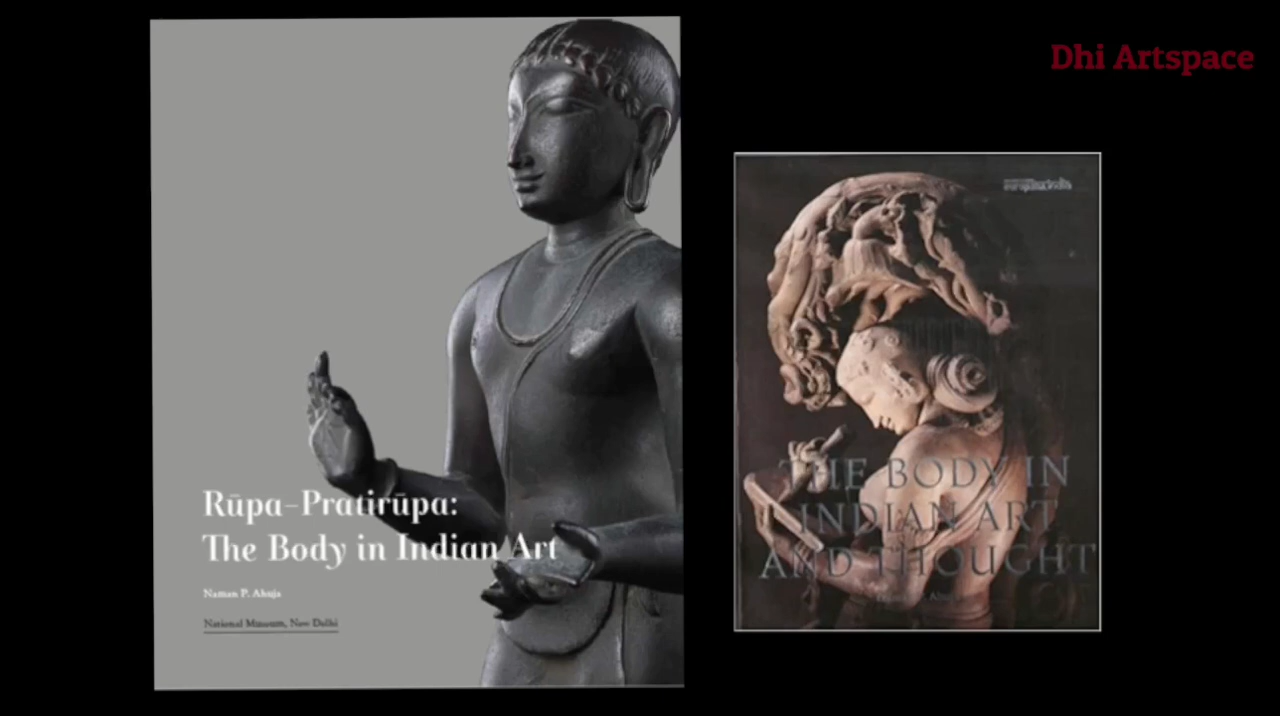 Dhi Artspace
Rūpa-Pratirūpa:
The Body in Indian Art
Naman P. Ahuja
National Museum, New Delhi
THE BODY IN
INDIAN ART
AND THOUGHT